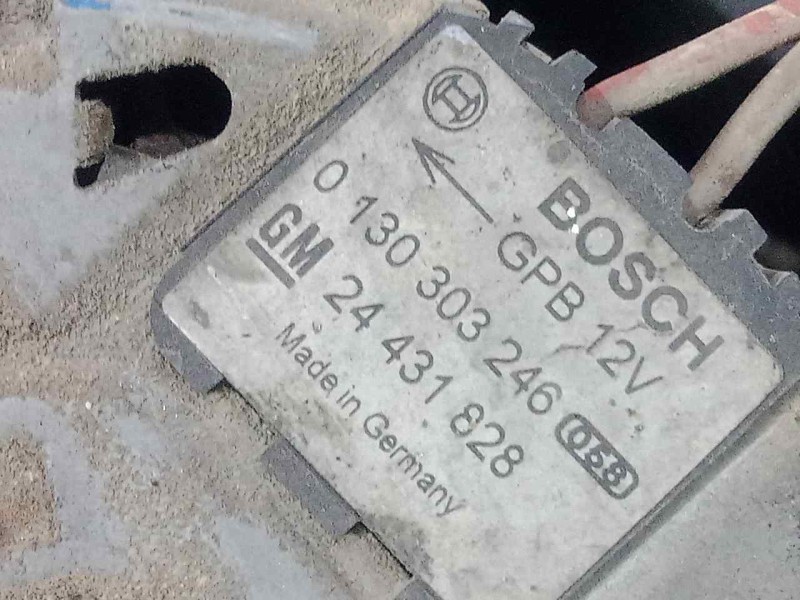 BOSCH
GPB 12V
0 130 303 246 058
GM 24 431 828
Made in Germany